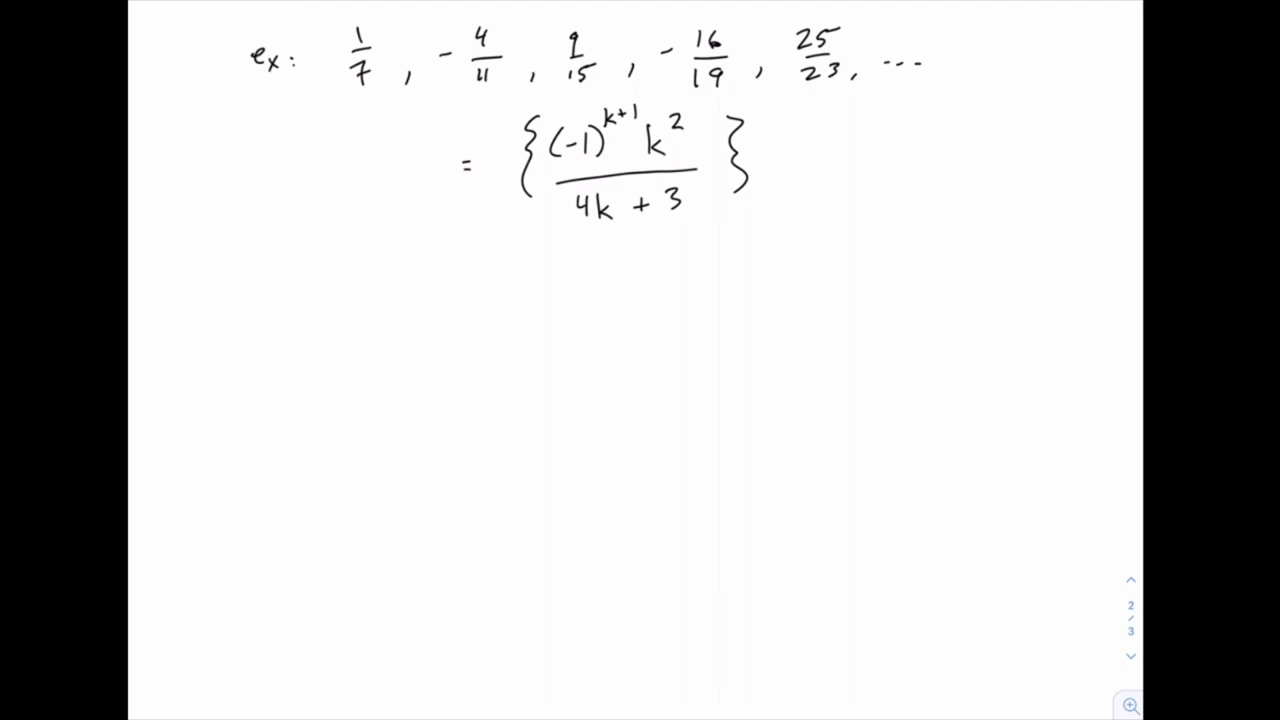 ex: 1/7, -4/11, 9/15, -16/19, 25/23, ...
= { (-1)^{k+1} k^2 / 4k + 3 }
2
/
3